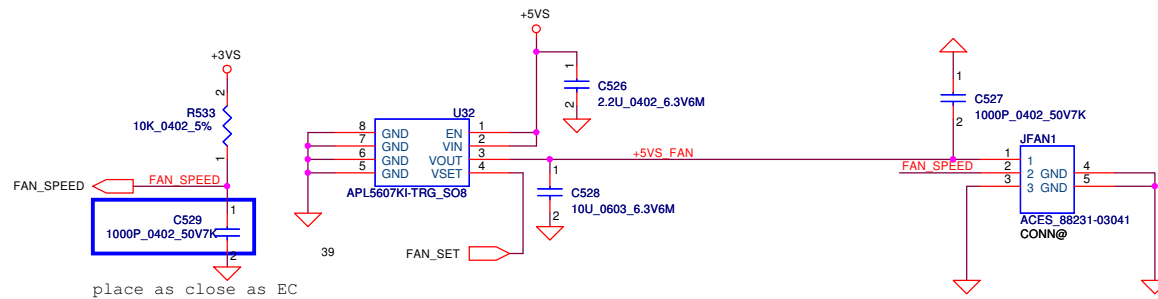 +5VS
+3VS
1
2
C526
2.2U_0402_6.3V6M
2
R533
10K_0402_5%
1
1
2
C527
1000P_0402_50V7K
U32
8 GND EN 1
7 GND VIN 2
6 GND VOUT 3
5 GND VSET 4
APL5607KI-TRG_SO8
+5VS_FAN
JFAN1
1 1
2 2 GND 4
3 3 GND 5
ACES_88231-03041
CONN@
FAN_SPEED
FAN_SPEED
FAN_SPEED
1
2
C528
10U_0603_6.3V6M
1
C529
1000P_0402_50V7K
2
39
FAN_SET
place as close as EC